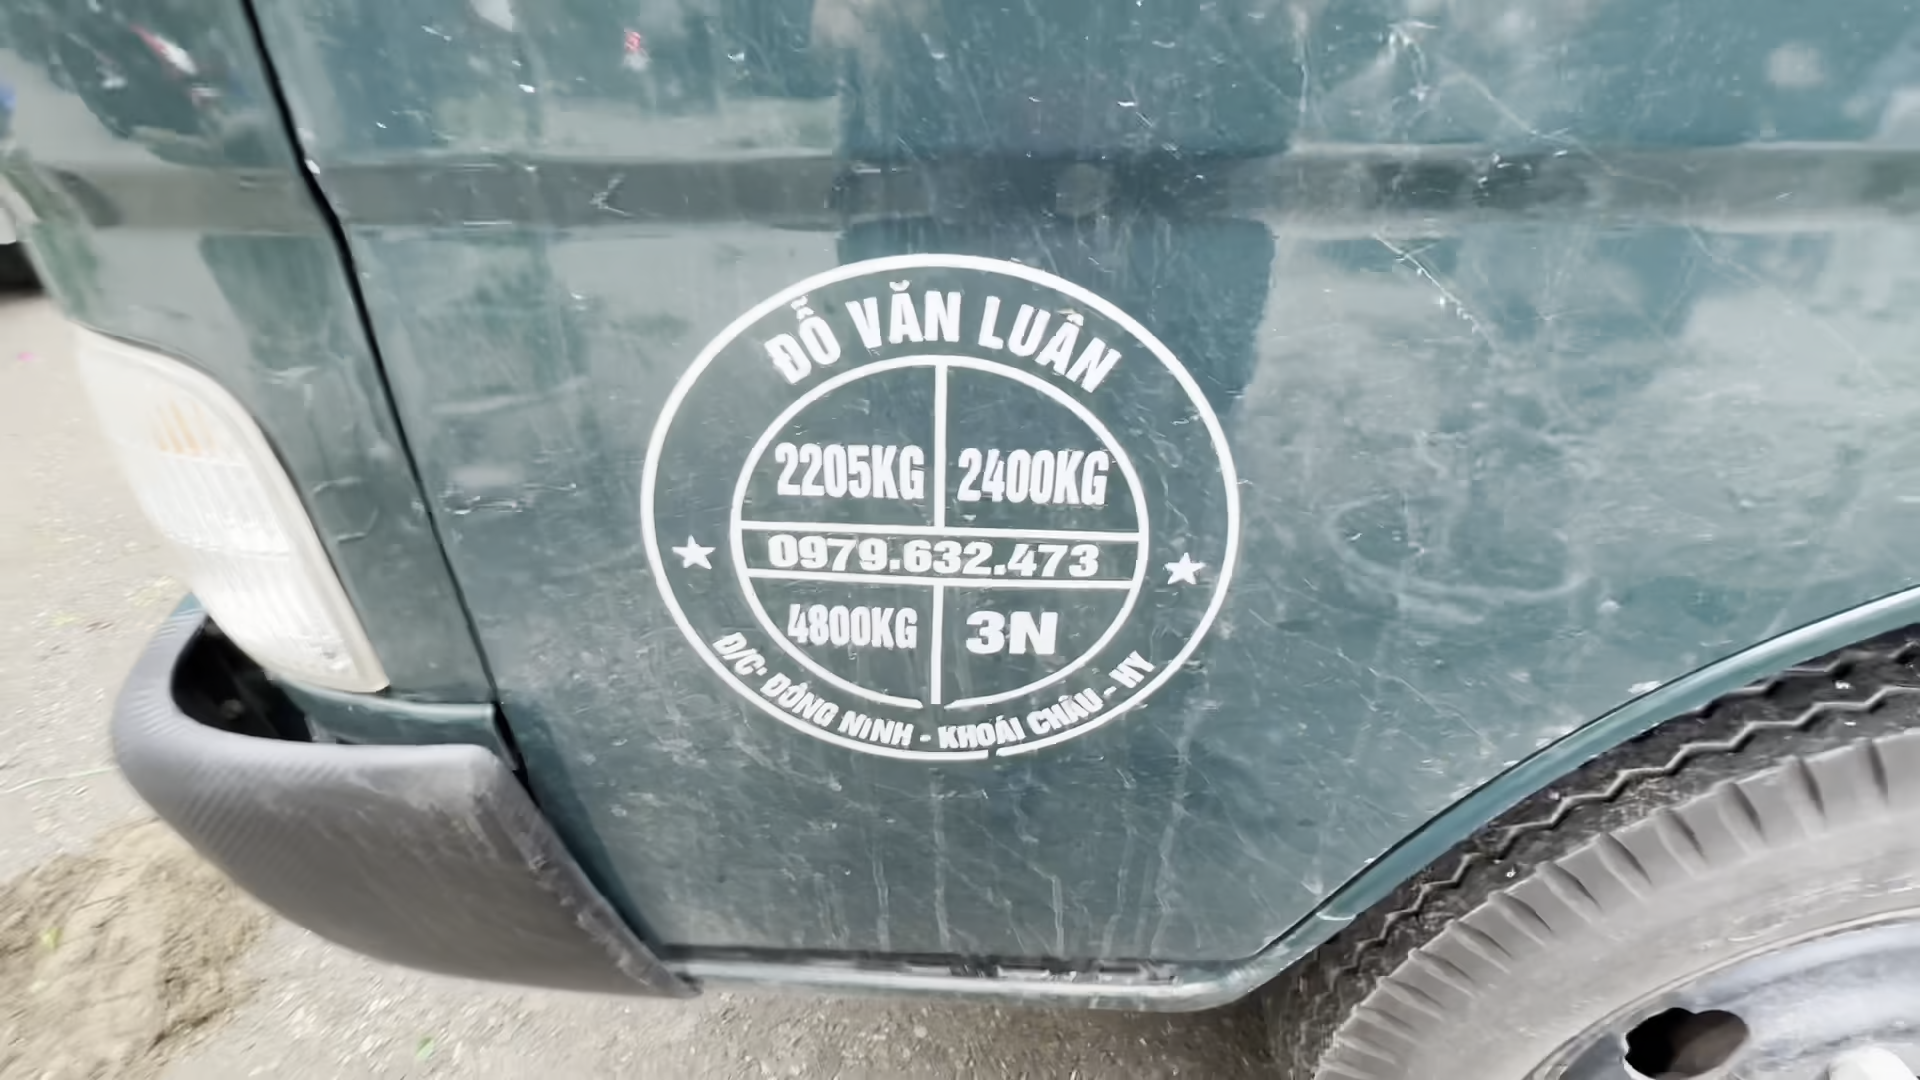 ĐỖ VĂN LUÂN
2205KG 2400KG
0979.632.473
4800KG 3N
Đ/C: ĐÔNG NINH - KHOÁI CHÂU - HY